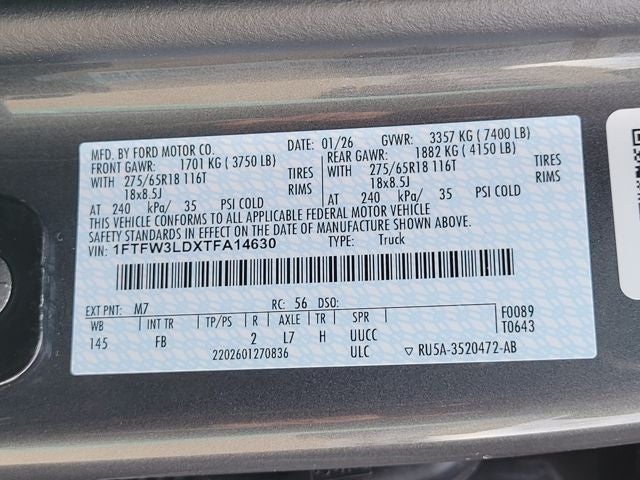 MFD. BY FORD MOTOR CO. DATE: 01/26 GVWR: 3357 KG ( 7400 LB)
FRONT GAWR: 1701 KG ( 3750 LB) REAR GAWR: 1882 KG ( 4150 LB)
WITH 275/65R18 116T TIRES WITH 275/65R18 116T TIRES
18x8.5J RIMS 18x8.5J RIMS
AT 240 kPa/ 35 PSI COLD AT 240 kPa/ 35 PSI COLD
THIS VEHICLE CONFORMS TO ALL APPLICABLE FEDERAL MOTOR VEHICLE
SAFETY STANDARDS IN EFFECT ON THE DATE OF MANUFACTURE SHOWN ABOVE.
VIN: 1FTFW3LDXTFA14630 TYPE: Truck
EXT PNT: M7 RC: 56 DSO:
WB INT TR TP/PS R AXLE TR SPR F0089
145 FB 2 L7 H UUCC T0643
2202601270836 ULC ▽ RU5A-3520472-AB